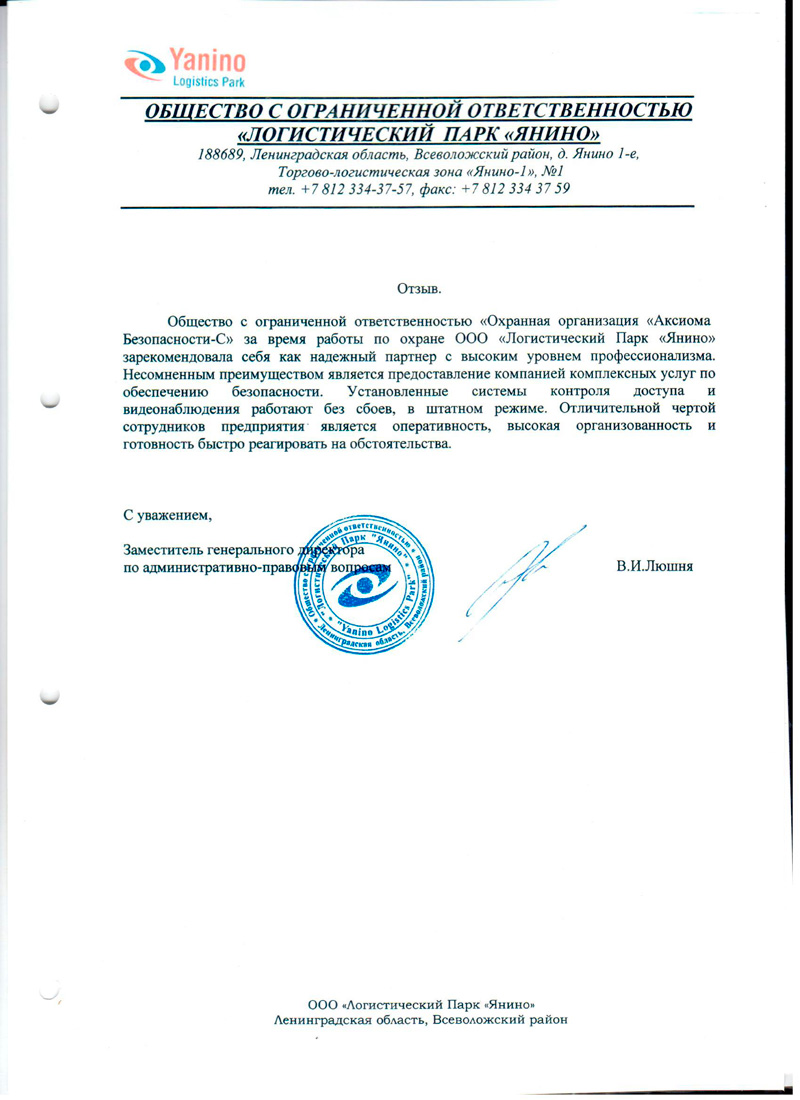 Yanino
Logistics Park
ОБЩЕСТВО С ОГРАНИЧЕННОЙ ОТВЕТСТВЕННОСТЬЮ
«ЛОГИСТИЧЕСКИЙ ПАРК «ЯНИНО»
188689, Ленинградская область, Всеволожский район, д. Янино 1-е,
Торгово-логистическая зона «Янино-1», №1
тел. +7 812 334-37-57, факс: +7 812 334 37 59
Отзыв.
Общество с ограниченной ответственностью «Охранная организация «Аксиома
Безопасности-С» за время работы по охране ООО «Логистический Парк «Янино»
зарекомендовала себя как надежный партнер с высоким уровнем профессионализма.
Несомненным преимуществом является предоставление компанией комплексных услуг по
обеспечению безопасности. Установленные системы контроля доступа и
видеонаблюдения работают без сбоев, в штатном режиме. Отличительной чертой
сотрудников предприятия является оперативность, высокая организованность и
готовность быстро реагировать на обстоятельства.
С уважением,
Заместитель генерального директора
по административно-правовым вопросам
В.И.Люшня
Общество с ограниченной ответственностью
Ленинградская область, Всеволожский район
"Логистический Парк "Янино"
"Yanino Logistics Park"
ООО «Логистический Парк «Янино»
Ленинградская область, Всеволожский район